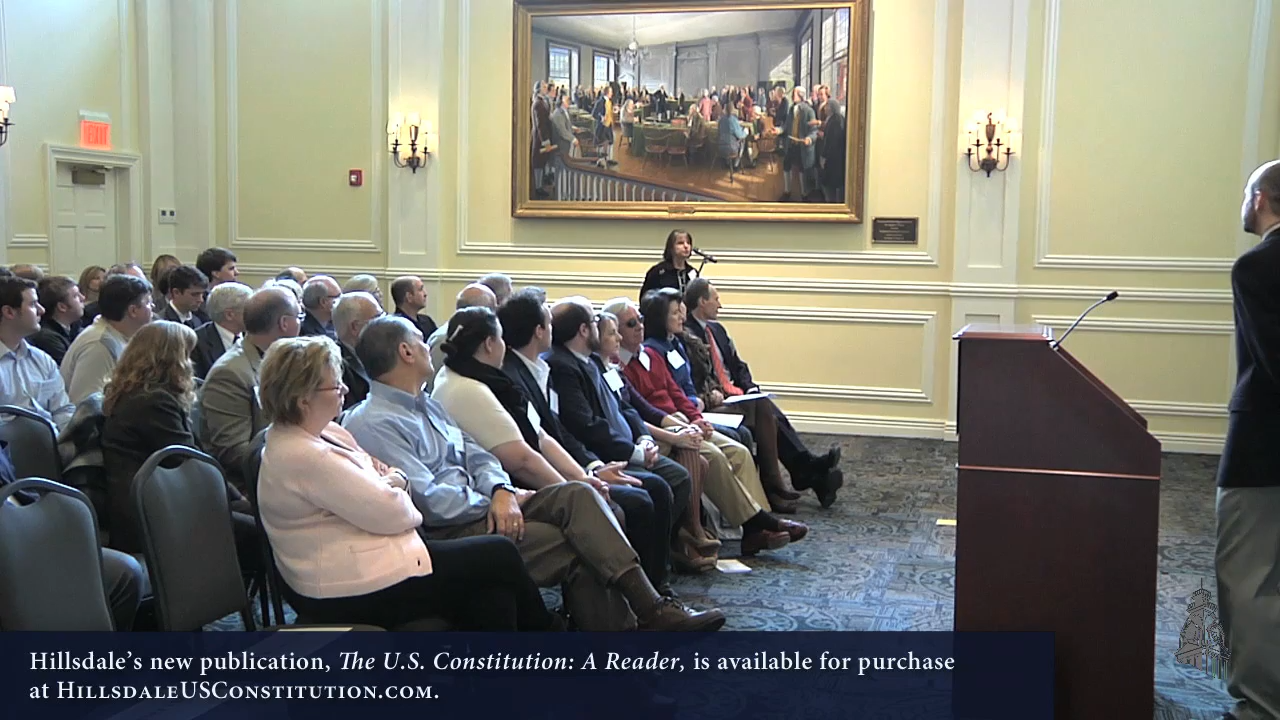 EXIT
Hillsdale's new publication, The U.S. Constitution: A Reader, is available for purchase
at HillsdaleUSConstitution.com.